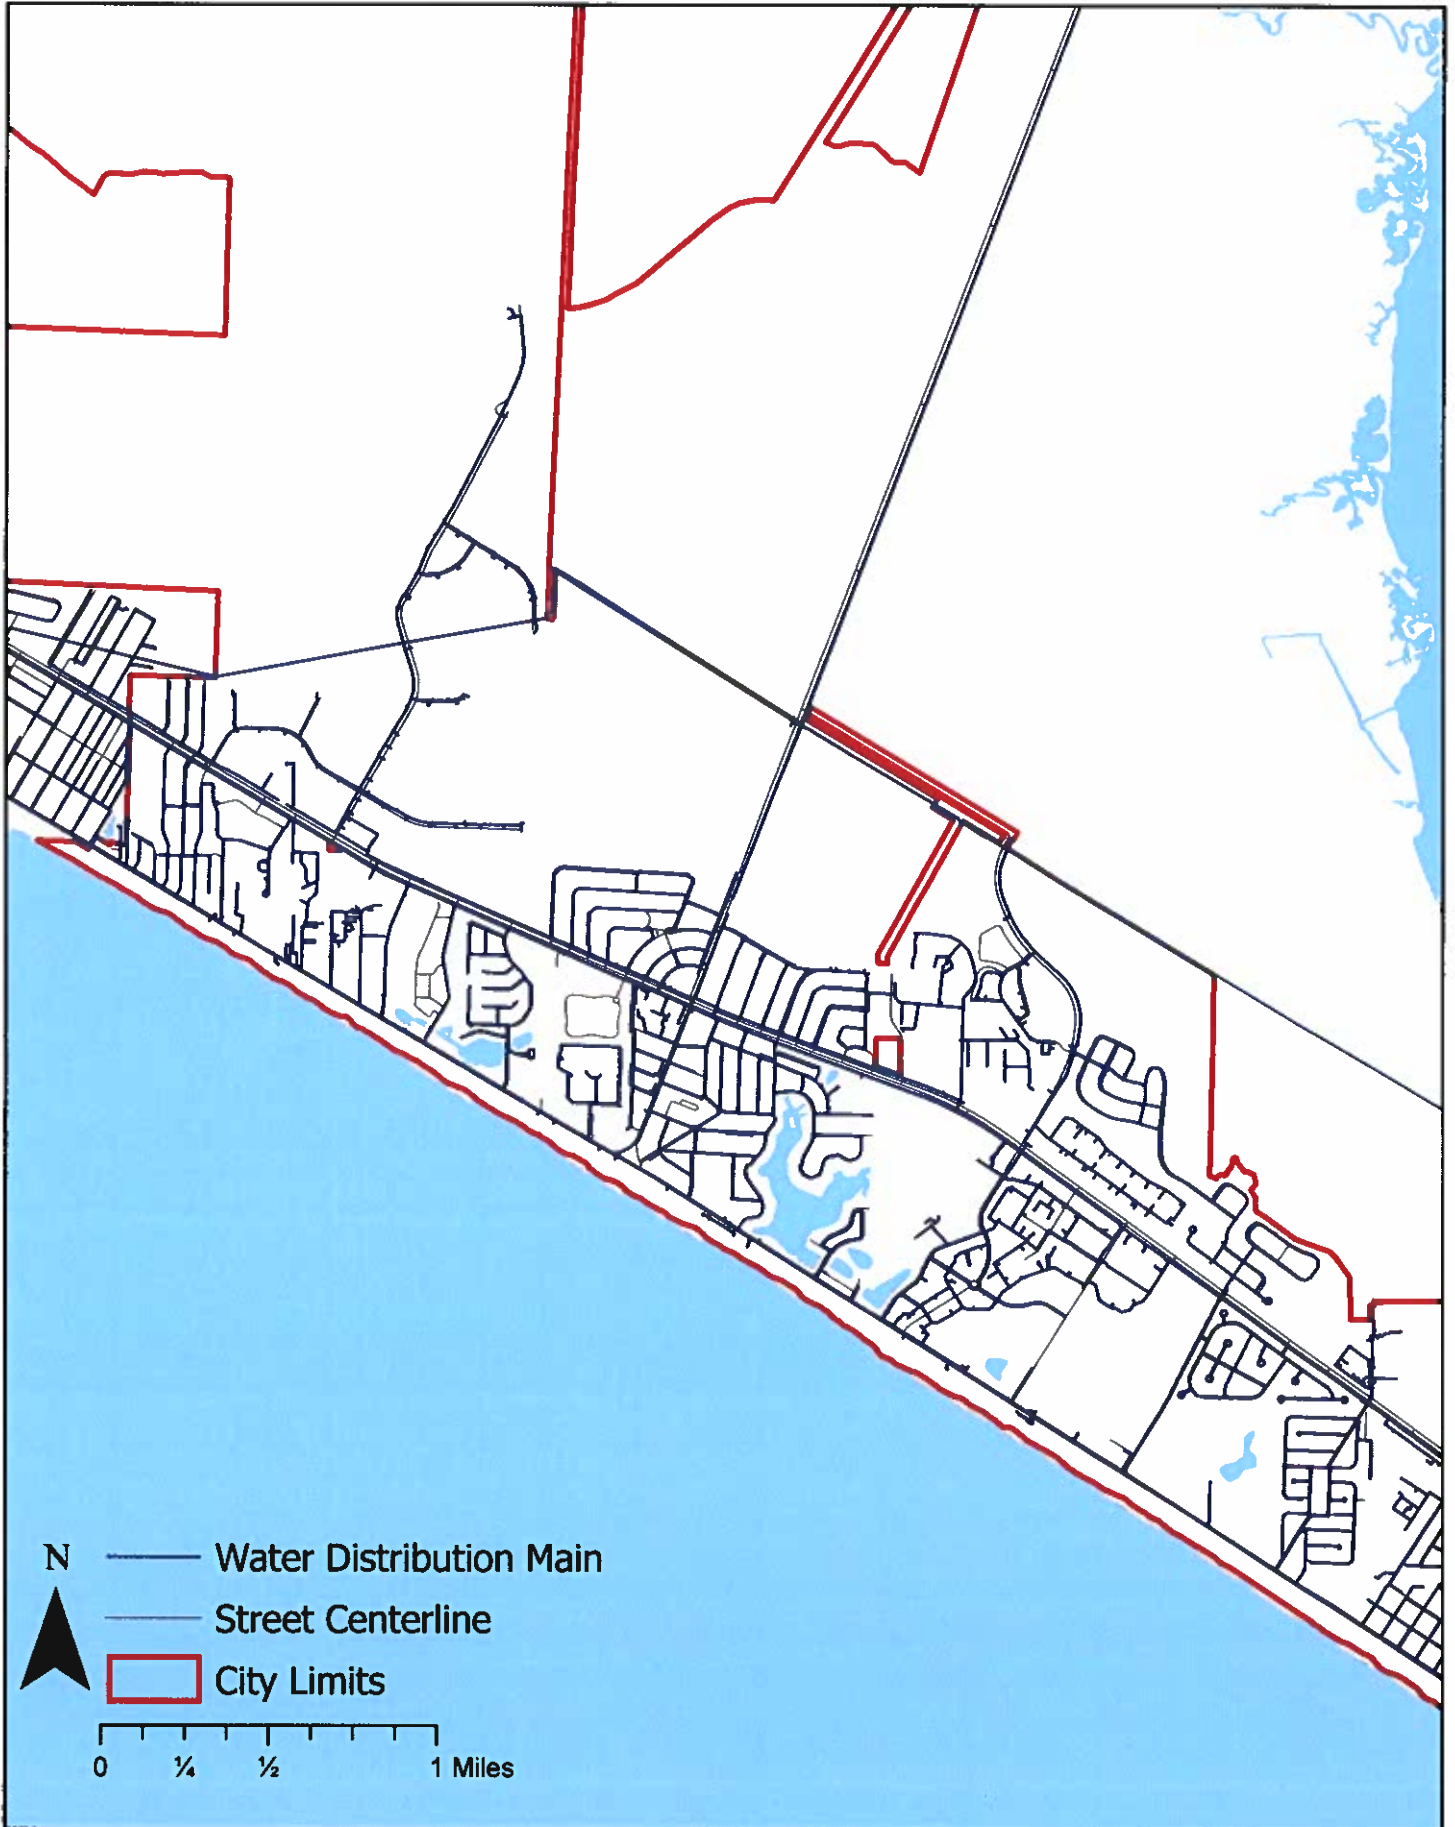 N
Water Distribution Main
Street Centerline
City Limits
0 ¼ ½ 1 Miles